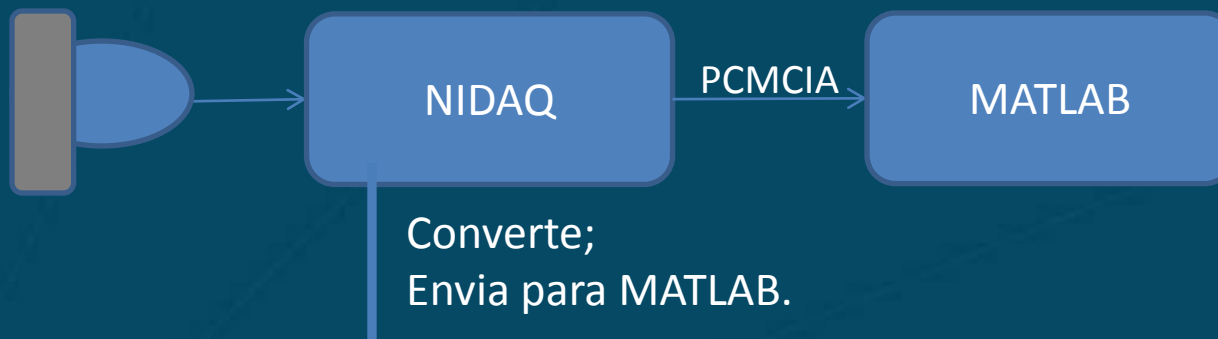 NIDAQ
PCMCIA
MATLAB
Converte;
Envia para MATLAB.